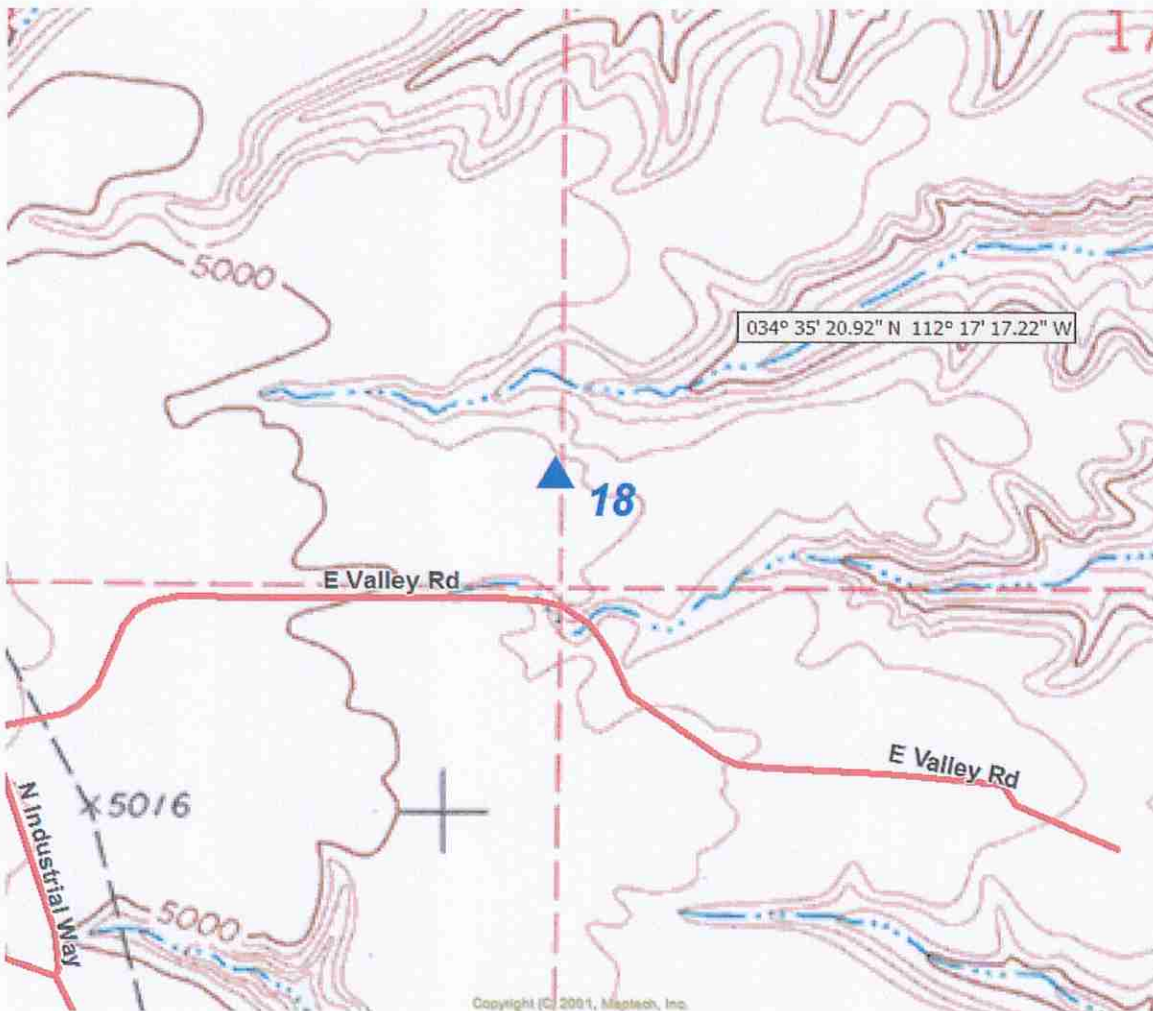 17
5000
034° 35' 20.92" N 112° 17' 17.22" W
18
E Valley Rd
E Valley Rd
5016
N Industrial Way
5000
Copyright (C) 2001, Maptech, Inc.